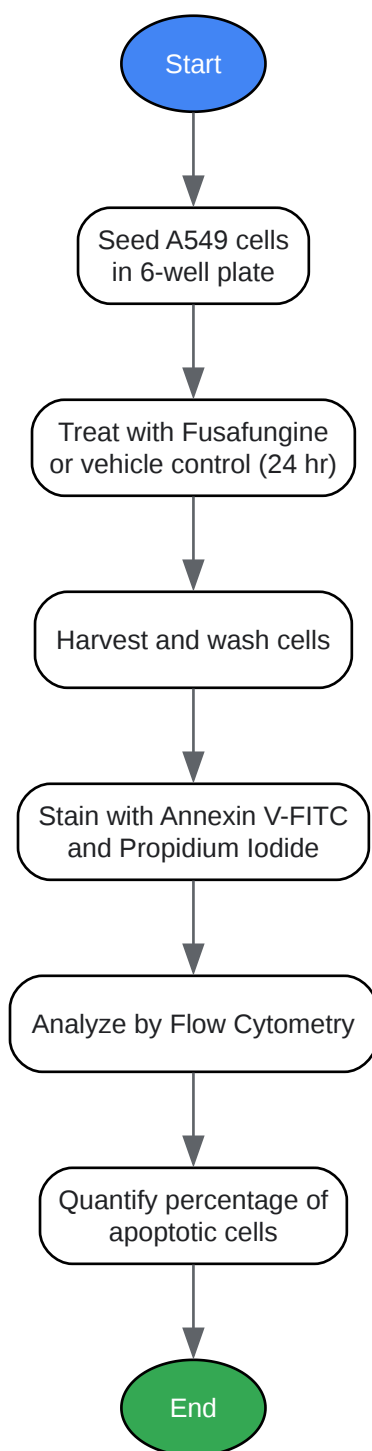 Start
Seed A549 cells
in 6-well plate
Treat with Fusafungine
or vehicle control (24 hr)
Harvest and wash cells
Stain with Annexin V-FITC
and Propidium Iodide
Analyze by Flow Cytometry
Quantify percentage of
apoptotic cells
End